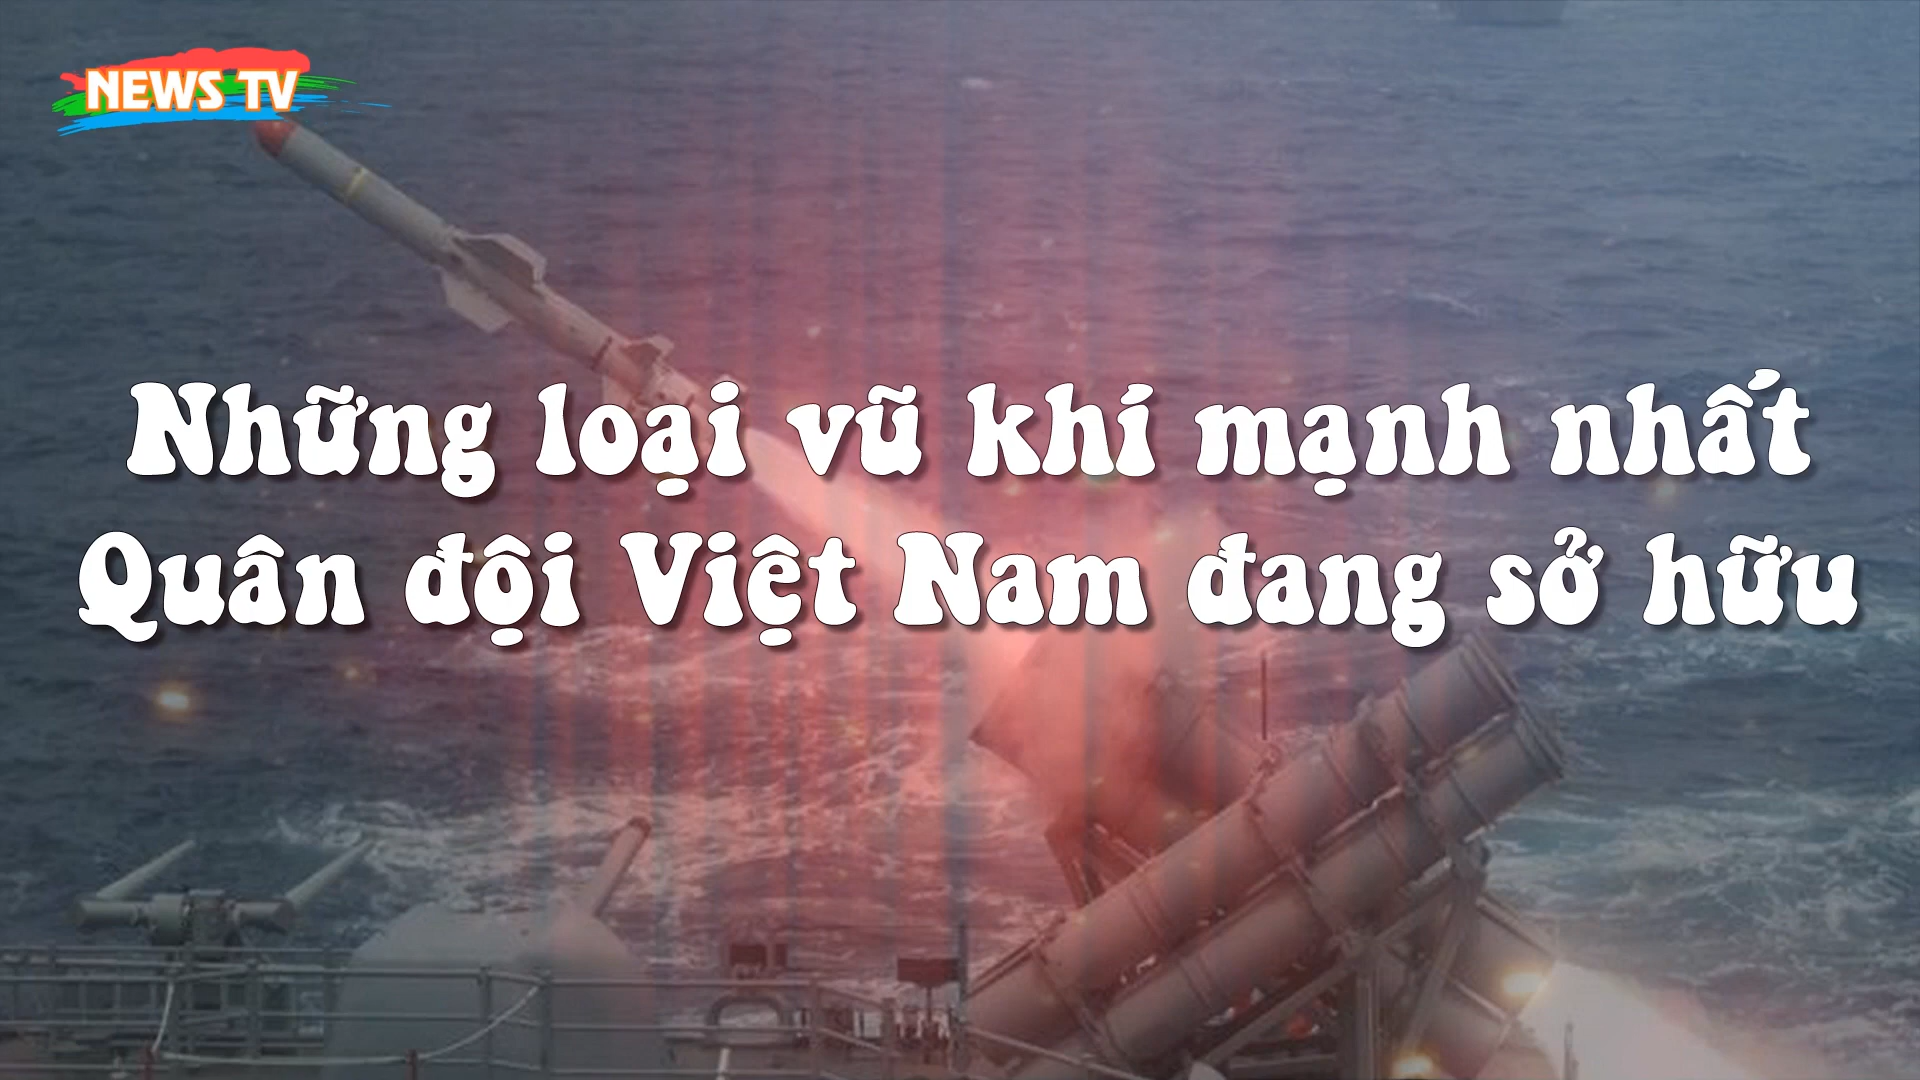 NEWS TV
Những loại vũ khí mạnh nhất
Quân đội Việt Nam đang sở hữu